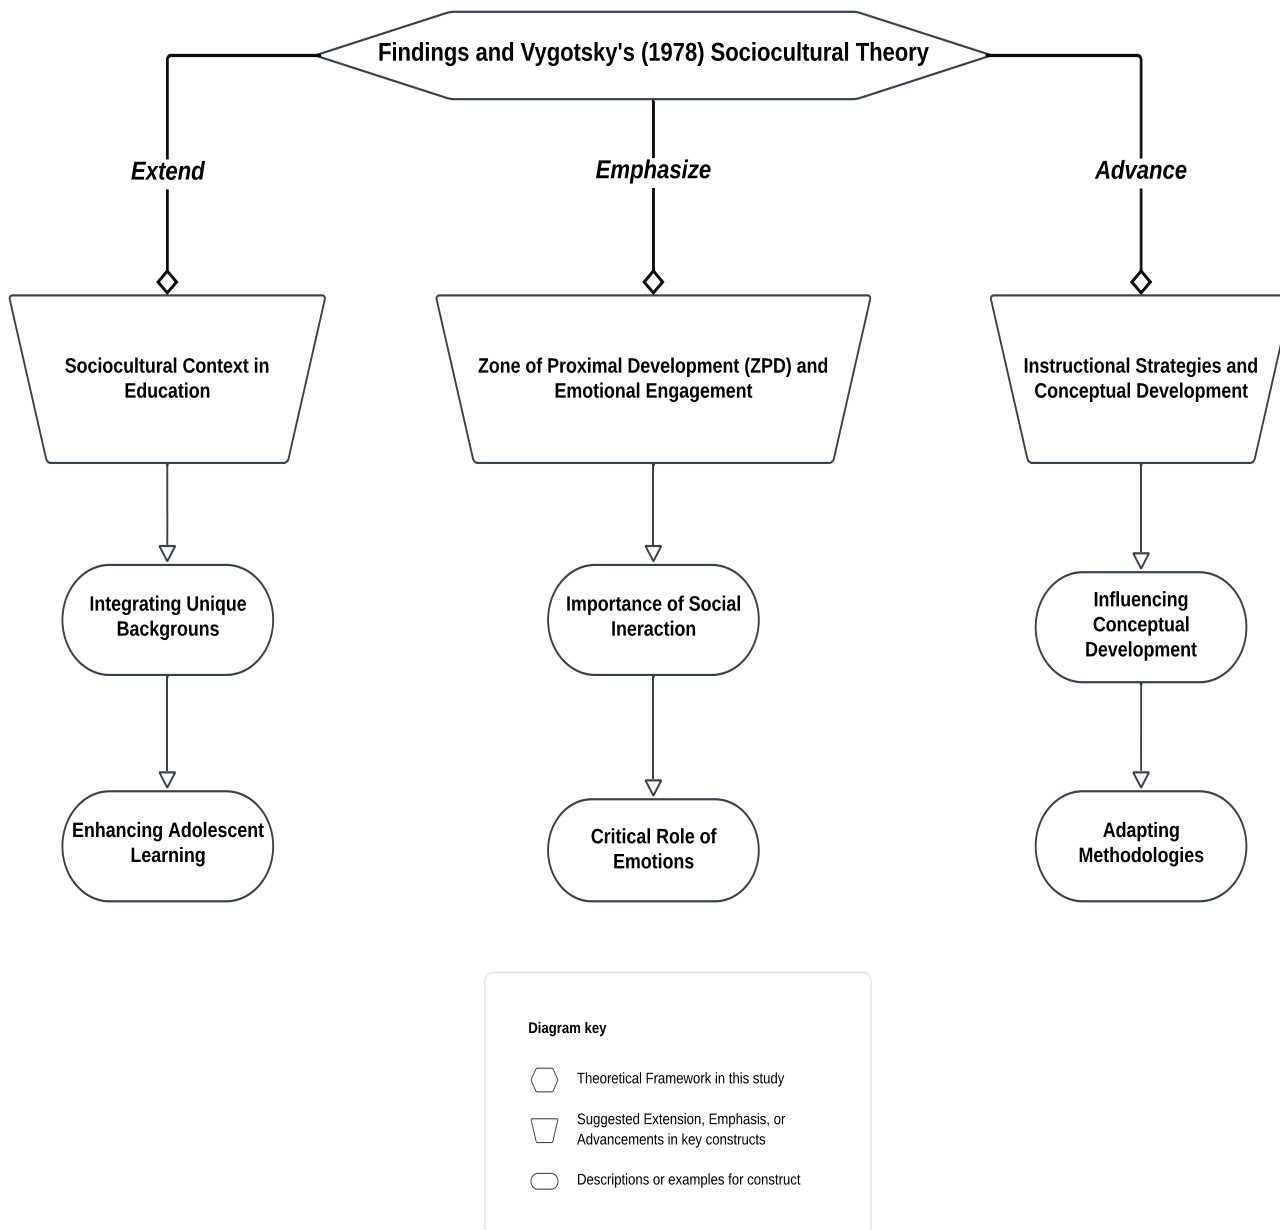 Findings and Vygotsky's (1978) Sociocultural Theory
Extend
Emphasize
Advance
Sociocultural Context in
Education
Zone of Proximal Development (ZPD) and
Emotional Engagement
Instructional Strategies and
Conceptual Development
Integrating Unique
Backgrouns
Importance of Social
Ineraction
Influencing
Conceptual
Development
Enhancing Adolescent
Learning
Critical Role of
Emotions
Adapting
Methodologies
Diagram key
Theoretical Framework in this study
Suggested Extension, Emphasis, or
Advancements in key constructs
Descriptions or examples for construct